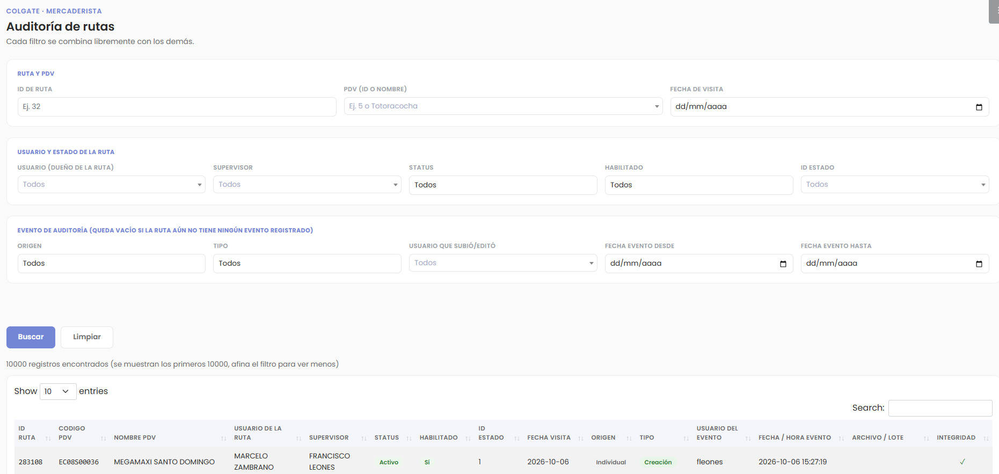 COLGATE · MERCADERISTA
Auditoría de rutas
Cada filtro se combina libremente con los demás.
RUTA Y PDV
ID DE RUTA
PDV (ID O NOMBRE)
FECHA DE VISITA
Ej. 32
Ej. 5 o Totoracocha
dd/mm/aaaa
USUARIO Y ESTADO DE LA RUTA
USUARIO (DUEÑO DE LA RUTA)
SUPERVISOR
STATUS
HABILITADO
ID ESTADO
Todos
Todos
Todos
Todos
Todos
EVENTO DE AUDITORÍA (QUEDA VACÍO SI LA RUTA AÚN NO TIENE NINGÚN EVENTO REGISTRADO)
ORIGEN
TIPO
USUARIO QUE SUBIÓ/EDITÓ
FECHA EVENTO DESDE
FECHA EVENTO HASTA
Todos
Todos
Todos
dd/mm/aaaa
dd/mm/aaaa
Buscar
Limpiar
10000 registros encontrados (se muestran los primeros 10000, afina el filtro para ver menos)
Show 10 entries
Search:
ID RUTA
CODIGO PDV
NOMBRE PDV
USUARIO DE LA RUTA
SUPERVISOR
STATUS
HABILITADO
ID ESTADO
FECHA VISITA
ORIGEN
TIPO
USUARIO DEL EVENTO
FECHA / HORA EVENTO
ARCHIVO / LOTE
INTEGRIDAD
283108
EC08S00036
MEGAMAXI SANTO DOMINGO
MARCELO ZAMBRANO
FRANCISCO LEONES
Activo
Sí
1
2026-10-06
Individual
Creación
fleones
2026-10-06 15:27:19
✓